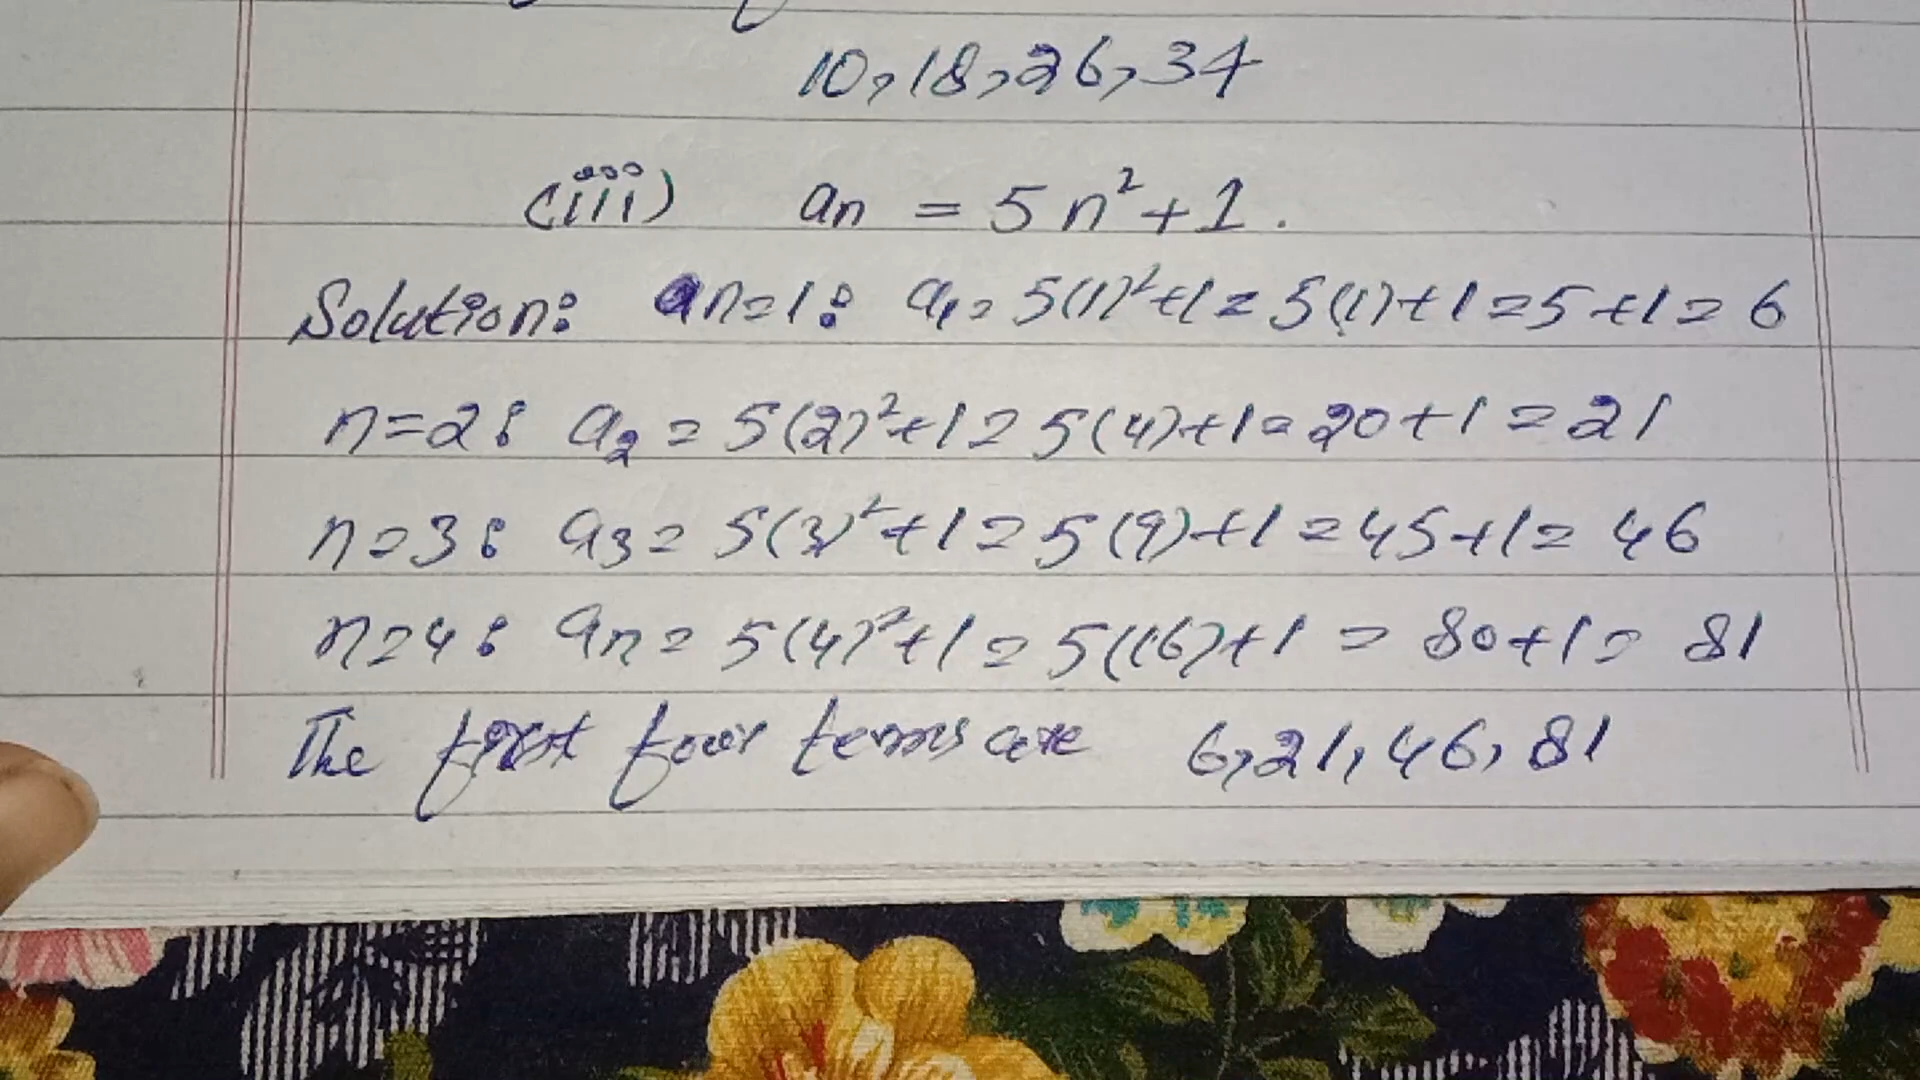 10, 18, 26, 34
(iii) an = 5n²+1.
Solution: n=1: a₁ = 5(1)²+1 = 5(1)+1 = 5+1 = 6
n=2: a₂ = 5(2)²+1 = 5(4)+1 = 20+1 = 21
n=3: a₃ = 5(3)²+1 = 5(9)+1 = 45+1 = 46
n=4: an = 5(4)²+1 = 5(16)+1 = 80+1 = 81
The first four terms are 6, 21, 46, 81